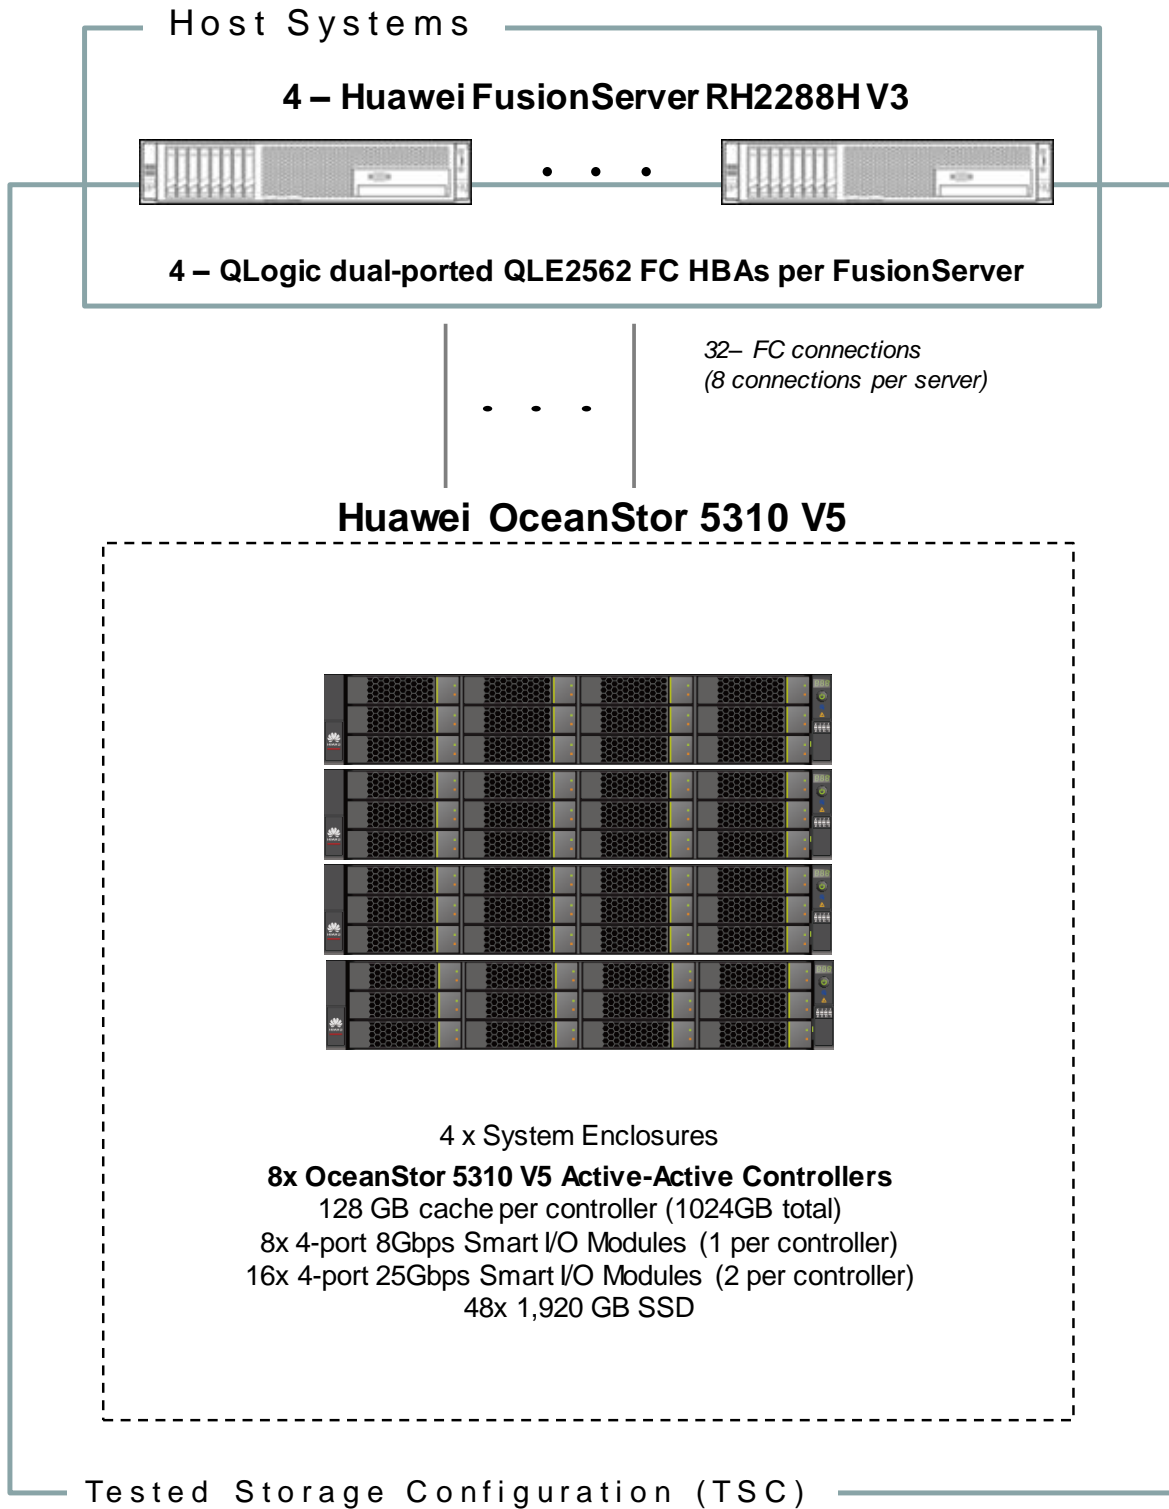 Host Systems
4 – Huawei FusionServer RH2288H V3
4 – QLogic dual-ported QLE2562 FC HBAs per FusionServer
32– FC connections
(8 connections per server)
Huawei OceanStor 5310 V5
4 x System Enclosures
8x OceanStor 5310 V5 Active-Active Controllers
128 GB cache per controller (1024GB total)
8x 4-port 8Gbps Smart I/O Modules (1 per controller)
16x 4-port 25Gbps Smart I/O Modules (2 per controller)
48x 1,920 GB SSD
Tested Storage Configuration (TSC)